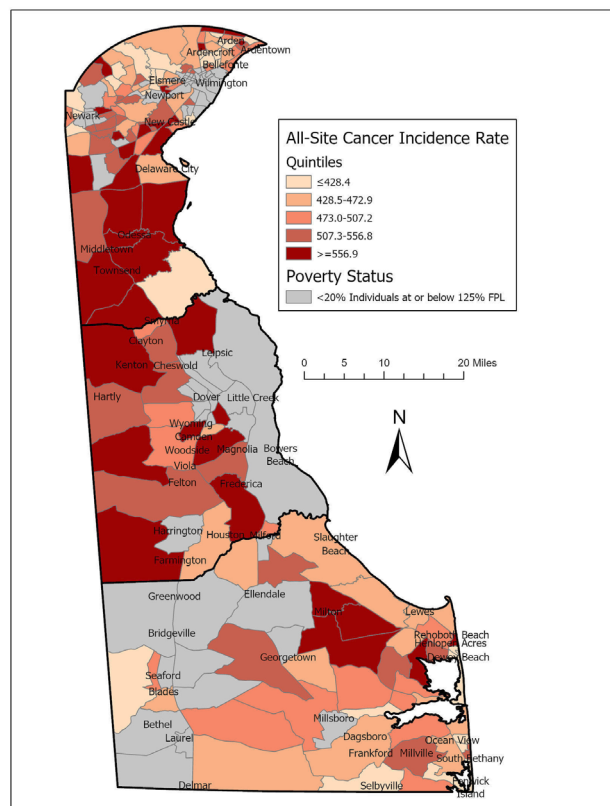 Arden
Ardencroft Ardentown
Bellefonte
Elsmere
Wilmington
Newport
Newark
New Castle
All-Site Cancer Incidence Rate
Quintiles
≤428.4
428.5-472.9
473.0-507.2
507.3-556.8
>=556.9
Poverty Status
<20% Individuals at or below 125% FPL
Delaware City
Odessa
Middletown
Townsend
Smyrna
Clayton
Leipsic
Kenton
Cheswold
0 5 10 20 Miles
Hartly
Dover Little Creek
N
Wyoming
Camden
Woodside Magnolia Bowers
Viola Beach
Felton
Frederica
Harrington
Houston Milford
Slaughter
Beach
Farmington
Greenwood
Ellendale
Milton
Lewes
Bridgeville
Rehoboth Beach
Henlopen Acres
Dewey Beach
Georgetown
Seaford
Blades
Bethel
Millsboro
Laurel
Dagsboro
Ocean View
Frankford Millville
South Bethany
Delmar
Selbyville
Fenwick
Island